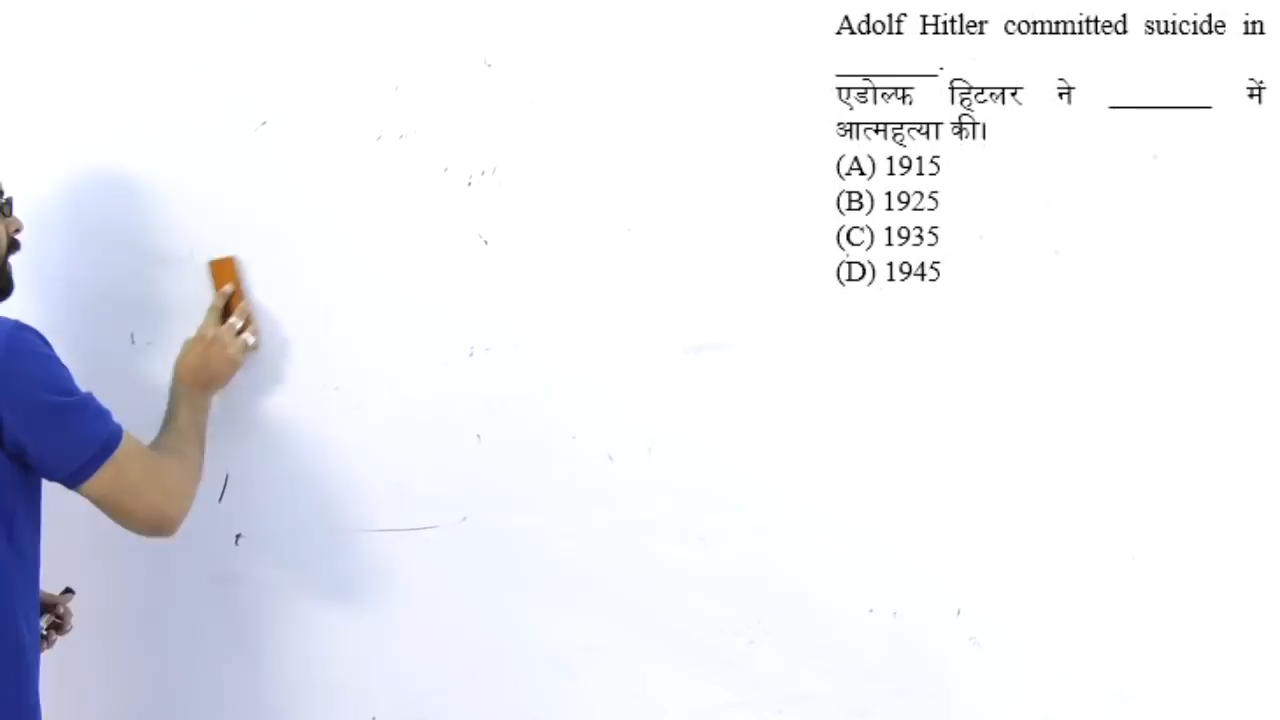 Adolf Hitler committed suicide in
________.
एडोल्फ हिटलर ने ________ में
आत्महत्या की।
(A) 1915
(B) 1925
(C) 1935
(D) 1945